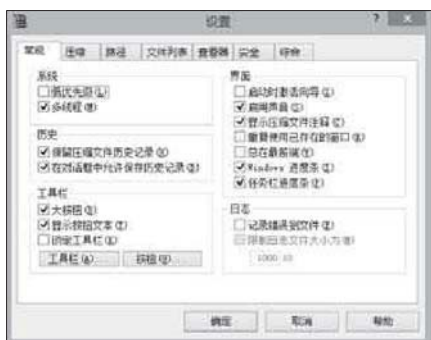 设置
常规 压缩 路径 文件列表 查看器 安全 综合
系统
低优先级(L)
多线程(M)
历史
保留压缩文件历史记录(K)
在对话框中允许保存历史记录(J)
工具栏
大按钮(G)
显示按钮文本(T)
锁定工具栏(L)
工具栏(A)... 按钮(U)...
界面
启动时激活向导(Z)
启用声音(E)
显示压缩文件注释(C)
重复使用已存在的窗口(R)
总在最前端(Y)
Windows 进度条(I)
任务栏进度条(I)
日志
记录错误到文件(E)
限制日志文件大小为(B)
1000 KB
确定 取消 帮助